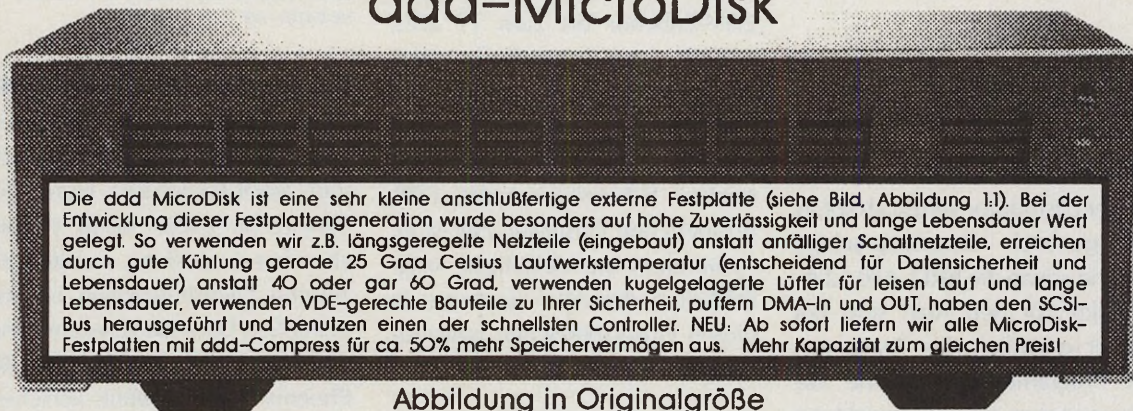 ddd-MicroDisk
Die ddd MicroDisk ist eine sehr kleine anschlußfertige externe Festplatte (siehe Bild, Abbildung 1:1). Bei der
Entwicklung dieser Festplattengeneration wurde besonders auf hohe Zuverlässigkeit und lange Lebensdauer Wert
gelegt. So verwenden wir z.B. längsgeregelte Netzteile (eingebaut) anstatt anfälliger Schaltnetzteile, erreichen
durch gute Kühlung gerade 25 Grad Celsius Laufwerkstemperatur (entscheidend für Datensicherheit und
Lebensdauer) anstatt 40 oder gar 60 Grad, verwenden kugelgelagerte Lüfter für leisen Lauf und lange
Lebensdauer, verwenden VDE-gerechte Bauteile zu Ihrer Sicherheit, puffern DMA-In und OUT, haben den SCSI-
Bus herausgeführt und benutzen einen der schnellsten Controller. NEU: Ab sofort liefern wir alle MicroDisk-
Festplatten mit ddd-Compress für ca. 50% mehr Speichervermögen aus. Mehr Kapazität zum gleichen Preis!
Abbildung in Originalgröße